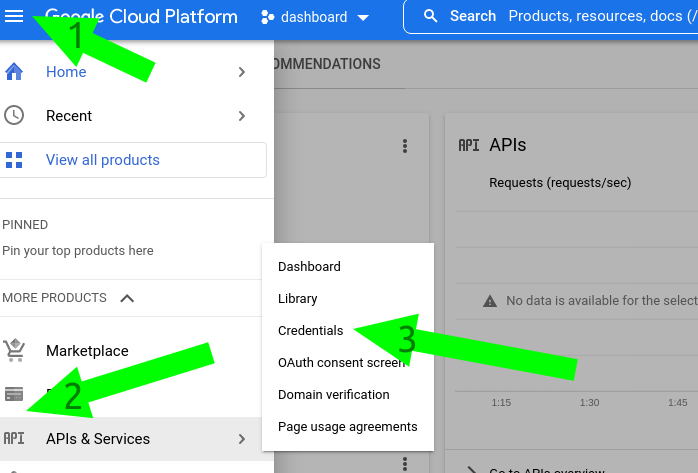 Google Cloud Platform
dashboard
Search Products, resources, docs (/
1
Home
OMMENDATIONS
Recent
View all products
API APIs
Requests (requests/sec)
PINNED
Pin your top products here
MORE PRODUCTS
Dashboard
Library
Credentials
OAuth consent screen
Domain verification
Page usage agreements
3
No data is available for the select
Marketplace
2
1:15 1:30 1:45
API APIs & Services
Go to APIs overview